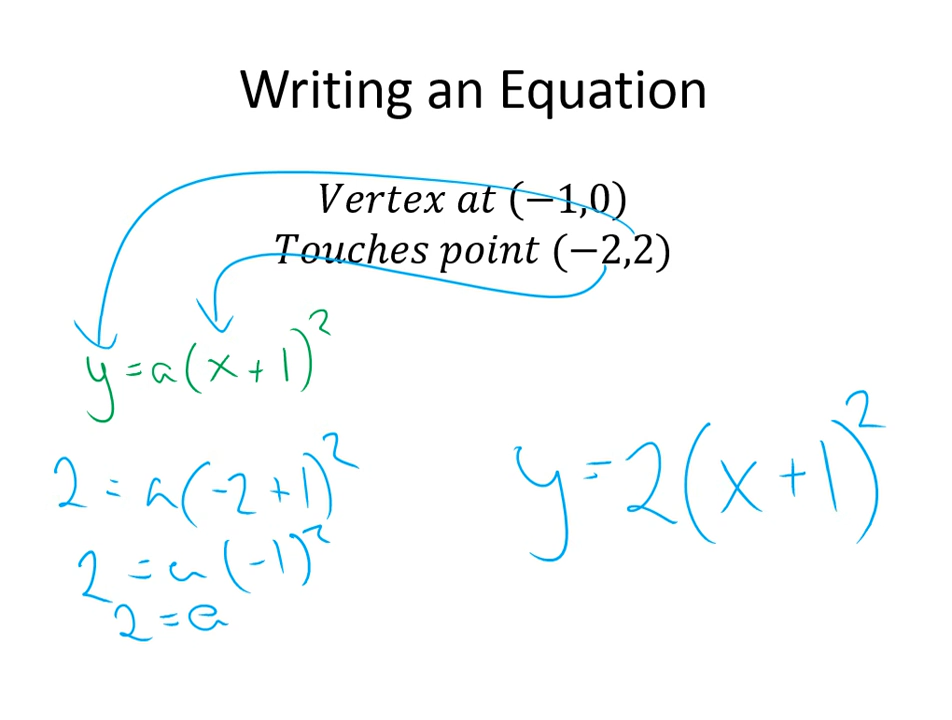 Writing an Equation
Vertex at (−1,0)
Touches point (−2,2)
y=a(x+1)²
2=a(-2+1)²
2=a(-1)²
2=a
y=2(x+1)²